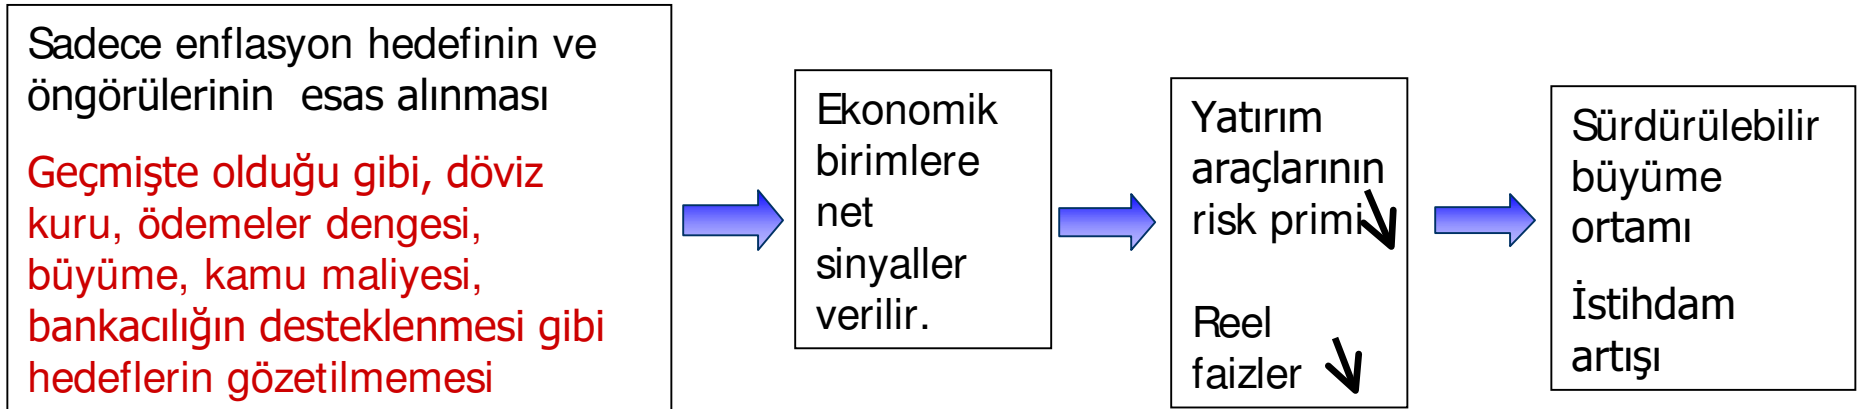 Sadece enflasyon hedefinin ve
öngörülerinin esas alınması
Geçmişte olduğu gibi, döviz
kuru, ödemeler dengesi,
büyüme, kamu maliyesi,
bankacılığın desteklenmesi gibi
hedeflerin gözetilmemesi
Ekonomik
birimlere
net
sinyaller
verilir.
Yatırım
araçlarının
risk primi
Reel
faizler
Sürdürülebilir
büyüme
ortamı
İstihdam
artışı